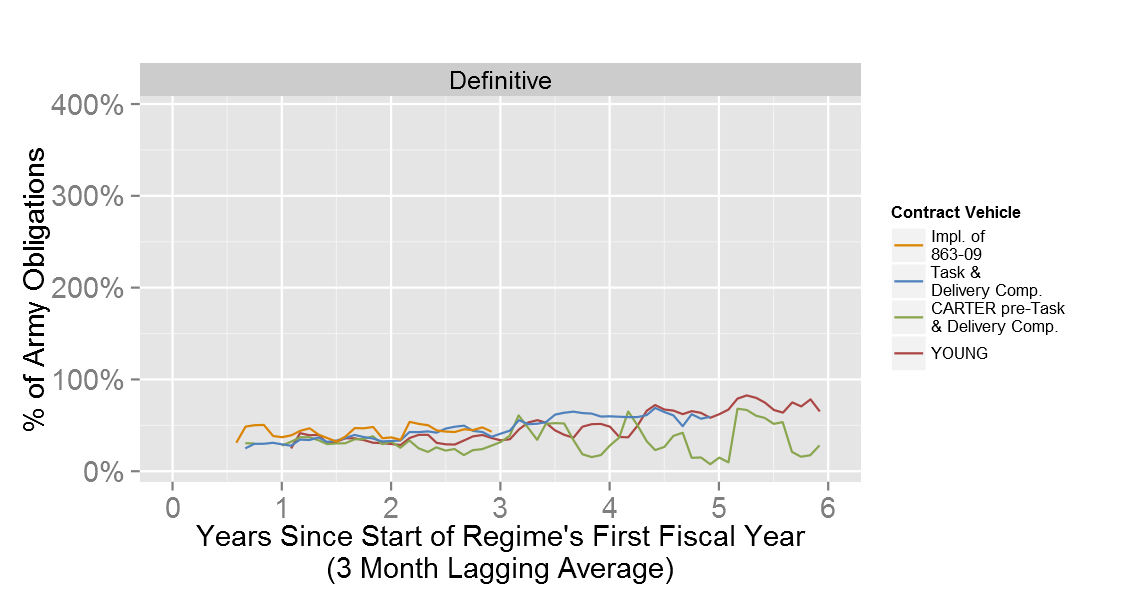 Definitive
400%
300%
200%
100%
0%
% of Army Obligations
0 1 2 3 4 5 6
Years Since Start of Regime's First Fiscal Year
(3 Month Lagging Average)
Contract Vehicle
Impl. of
863-09
Task &
Delivery Comp.
CARTER pre-Task
& Delivery Comp.
YOUNG